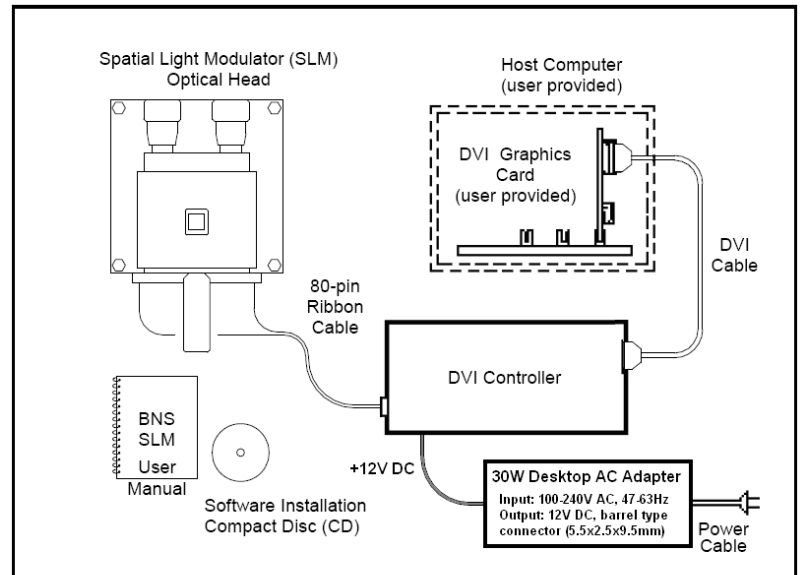 Spatial Light Modulator (SLM)
Optical Head
Host Computer
(user provided)
DVI Graphics
Card
(user provided)
DVI
Cable
80-pin
Ribbon
Cable
DVI Controller
BNS
SLM
User
Manual
Software Installation
Compact Disc (CD)
+12V DC
30W Desktop AC Adapter
Input: 100-240V AC, 47-63Hz
Output: 12V DC, barrel type
connector (5.5x2.5x9.5mm)
Power
Cable